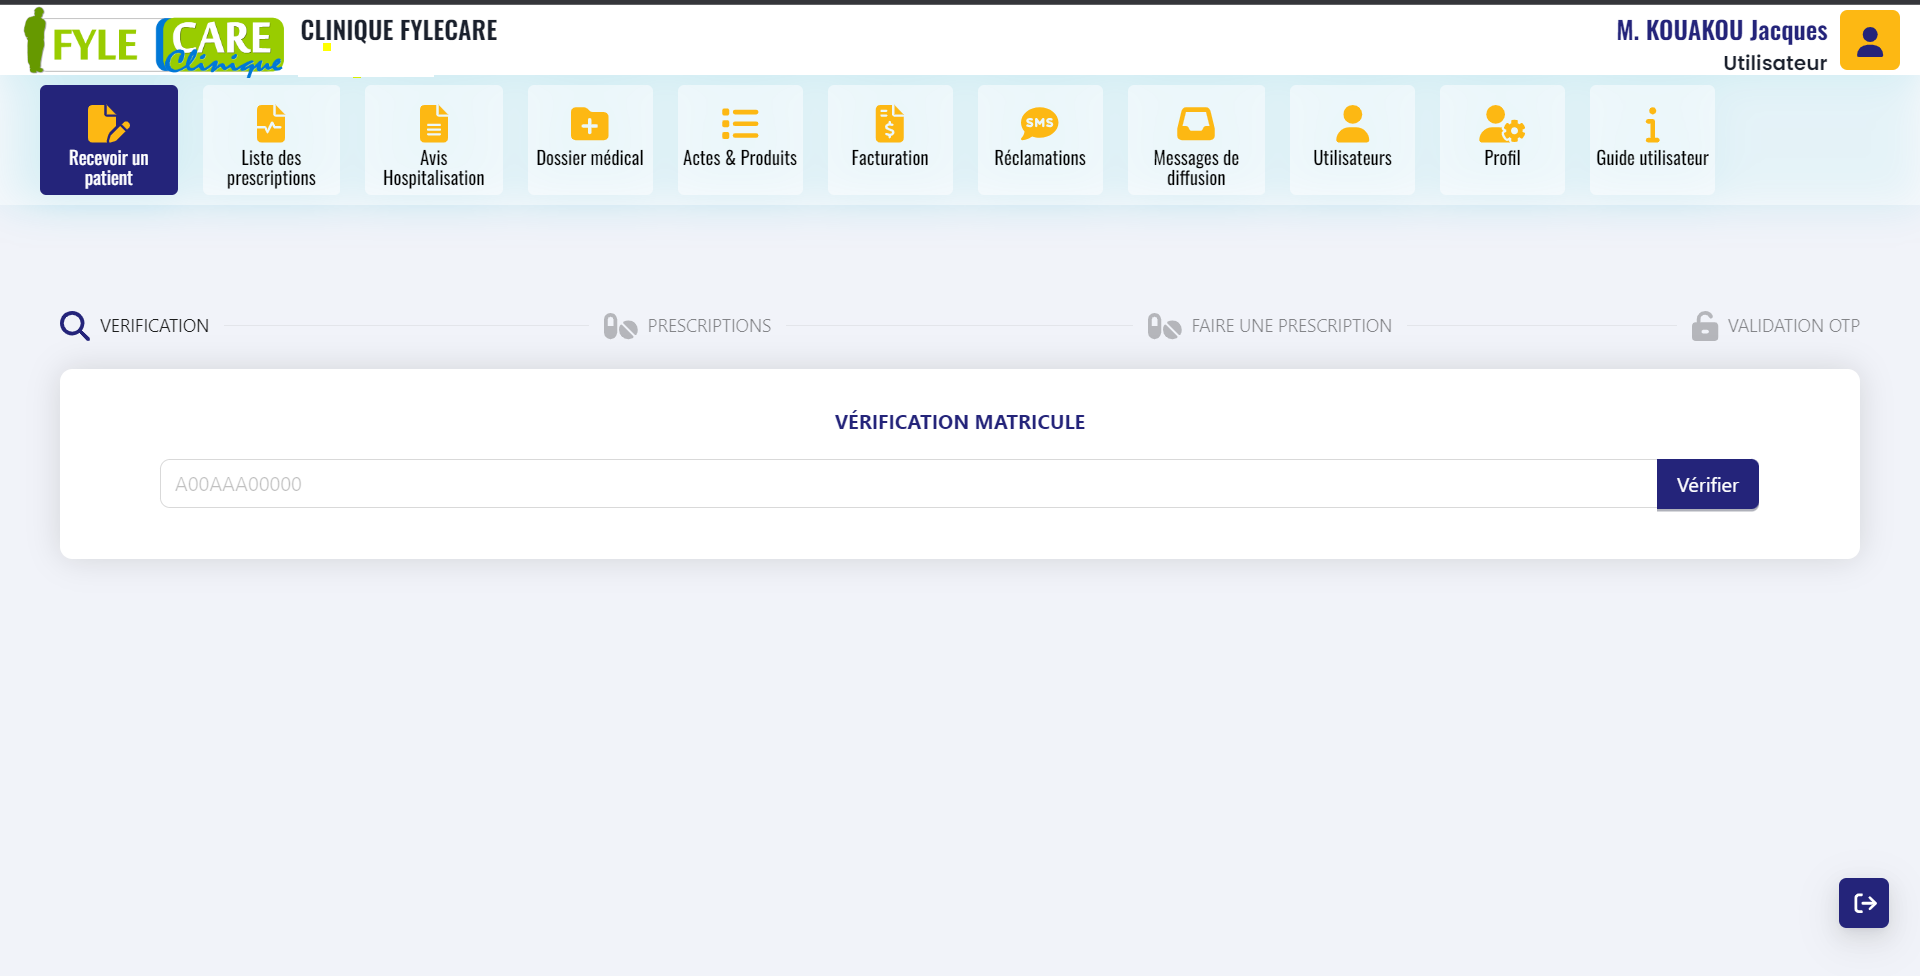 FYLE CARE
Clinique
CLINIQUE FYLECARE
M. KOUAKOU Jacques
Utilisateur
Recevoir un
patient
Liste des
prescriptions
Avis
Hospitalisation
Dossier médical
Actes & Produits
Facturation
SMS
Réclamations
Messages de
diffusion
Utilisateurs
Profil
Guide utilisateur
VERIFICATION
PRESCRIPTIONS
FAIRE UNE PRESCRIPTION
VALIDATION OTP
VÉRIFICATION MATRICULE
A00AAA00000
Vérifier